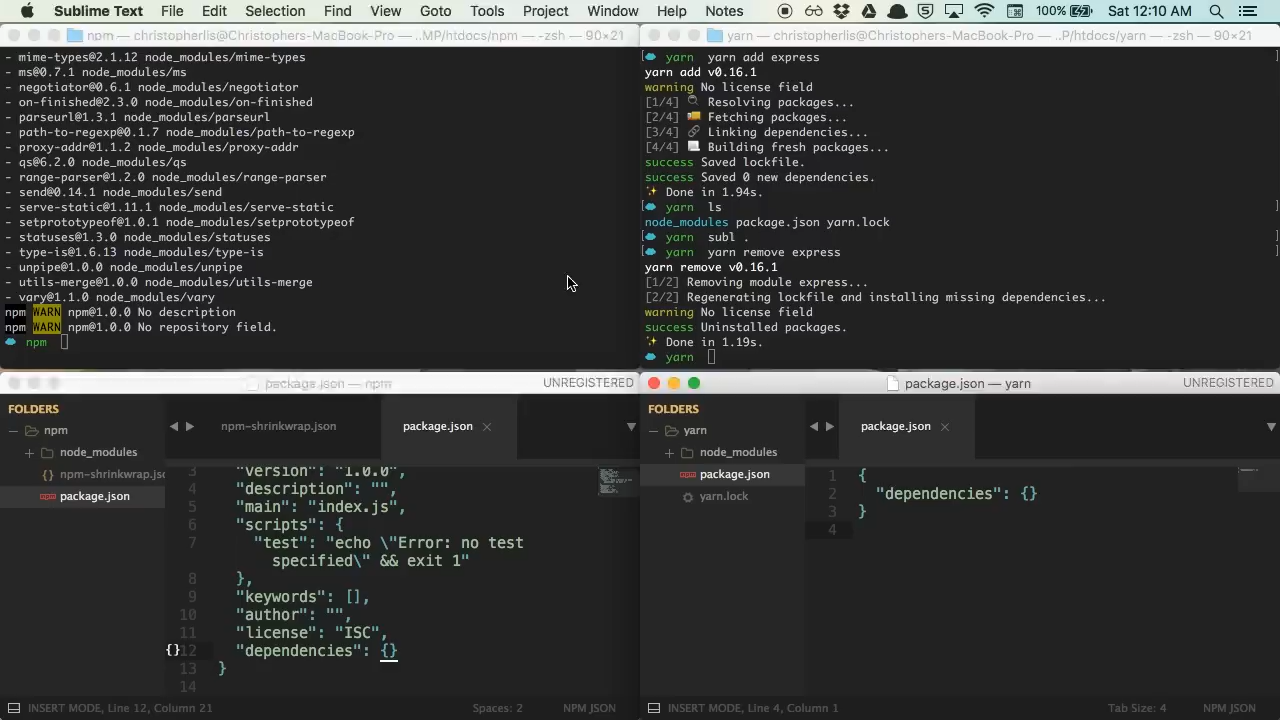 Sublime Text File Edit Selection Find View Goto Tools Project Window Help Notes 100% Sat 12:10 AM
npm — christopherlis@Christophers-MacBook-Pro — ..MP/htdocs/npm — -zsh — 90×21
- mime-types@2.1.12 node_modules/mime-types
- ms@0.7.1 node_modules/ms
- negotiator@0.6.1 node_modules/negotiator
- on-finished@2.3.0 node_modules/on-finished
- parseurl@1.3.1 node_modules/parseurl
- path-to-regexp@0.1.7 node_modules/path-to-regexp
- proxy-addr@1.1.2 node_modules/proxy-addr
- qs@6.2.0 node_modules/qs
- range-parser@1.2.0 node_modules/range-parser
- send@0.14.1 node_modules/send
- serve-static@1.11.1 node_modules/serve-static
- setprototypeof@1.0.1 node_modules/setprototypeof
- statuses@1.3.0 node_modules/statuses
- type-is@1.6.13 node_modules/type-is
- unpipe@1.0.0 node_modules/unpipe
- utils-merge@1.0.0 node_modules/utils-merge
- vary@1.1.0 node_modules/vary
npm WARN npm@1.0.0 No description
npm WARN npm@1.0.0 No repository field.
npm
yarn — christopherlis@Christophers-MacBook-Pro — ..P/htdocs/yarn — -zsh — 90×21
[ yarn yarn add express ]
yarn add v0.16.1
warning No license field
[1/4] Resolving packages...
[2/4] Fetching packages...
[3/4] Linking dependencies...
[4/4] Building fresh packages...
success Saved lockfile.
success Saved 0 new dependencies.
Done in 1.94s.
[ yarn ls ]
node_modules package.json yarn.lock
[ yarn subl . ]
[ yarn yarn remove express ]
yarn remove v0.16.1
[1/2] Removing module express...
[2/2] Regenerating lockfile and installing missing dependencies...
warning No license field
success Uninstalled packages.
Done in 1.19s.
yarn
package.json — npm UNREGISTERED
FOLDERS
npm
node_modules
npm-shrinkwrap.jsc
package.json
npm-shrinkwrap.json package.json
3 "version": "1.0.0",
4 "description": "",
5 "main": "index.js",
6 "scripts": {
7 "test": "echo \"Error: no test
specified\" && exit 1"
8 },
9 "keywords": [],
10 "author": "",
11 "license": "ISC",
{}12 "dependencies": {}
13 }
14
INSERT MODE, Line 12, Column 21 Spaces: 2 NPM JSON
package.json — yarn UNREGISTERED
FOLDERS
yarn
node_modules
package.json
yarn.lock
package.json
1 {
2 "dependencies": {}
3 }
4
INSERT MODE, Line 4, Column 1 Tab Size: 4 NPM JSON